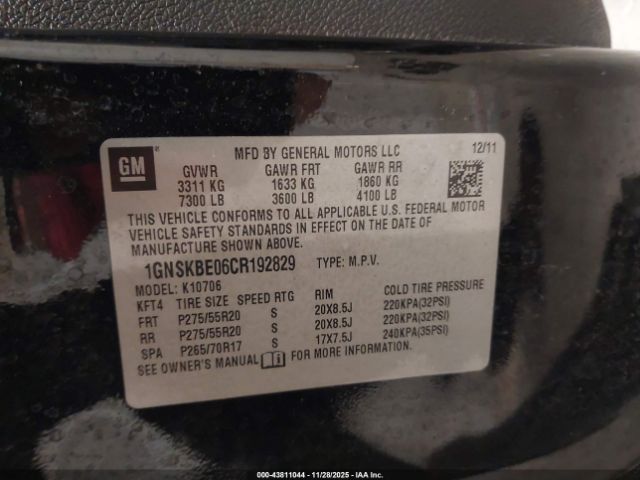 GM
MFD BY GENERAL MOTORS LLC 12/11
GVWR GAWR FRT GAWR RR
3311 KG 1633 KG 1860 KG
7300 LB 3600 LB 4100 LB
THIS VEHICLE CONFORMS TO ALL APPLICABLE U.S. FEDERAL MOTOR
VEHICLE SAFETY STANDARDS IN EFFECT ON THE DATE OF
MANUFACTURE SHOWN ABOVE.
1GNSKBE06CR192829 TYPE: M.P.V.
MODEL: K10706
KFT4 TIRE SIZE SPEED RTG RIM COLD TIRE PRESSURE
FRT P275/55R20 S 20X8.5J 220KPA(32PSI)
RR P275/55R20 S 20X8.5J 220KPA(32PSI)
SPA P265/70R17 S 17X7.5J 240KPA(35PSI)
SEE OWNER'S MANUAL FOR MORE INFORMATION.
000-43811044 - 11/28/2025 - IAA Inc.